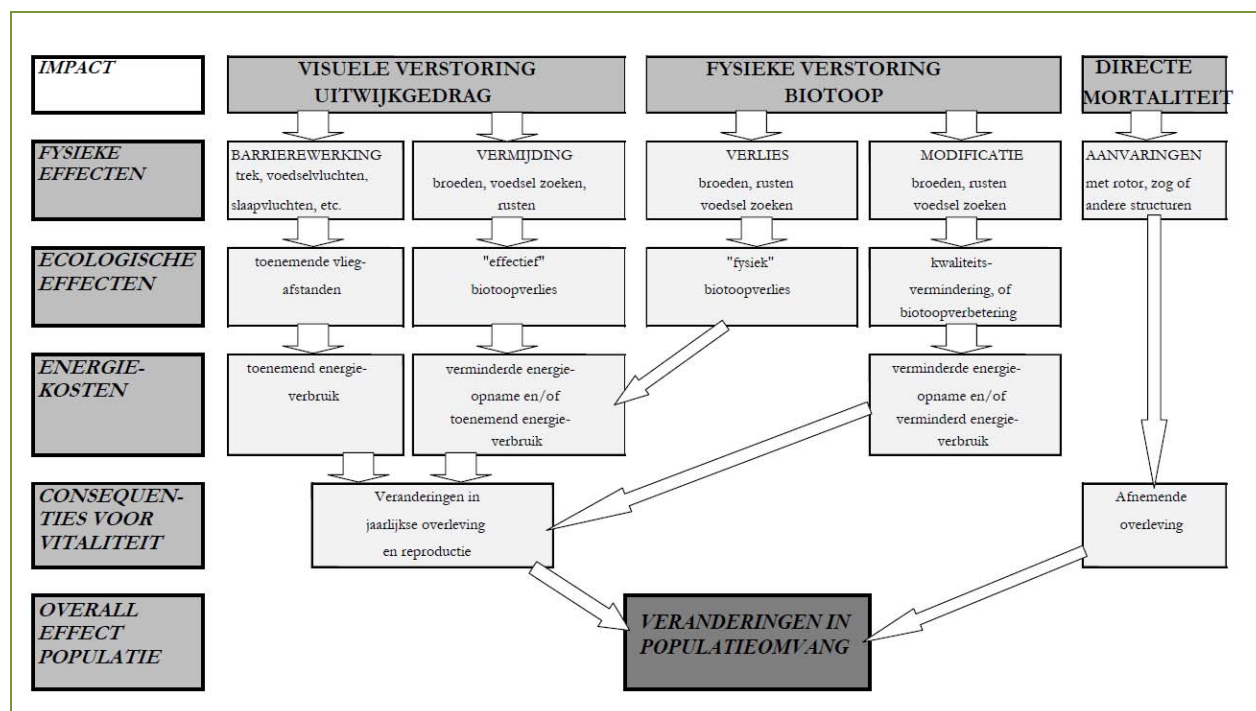 IMPACT
VISUELE VERSTORING
UITWIJKGEDRAG
FYSIEKE VERSTORING
BIOTOOP
DIRECTE
MORTALITEIT
FYSIEKE
EFFECTEN
BARRIEREWERKING
trek, voedselvluchten,
slaapvluchten, etc.
VERMIJDING
broeden, voedsel zoeken,
rusten
VERLIES
broeden, rusten
voedsel zoeken
MODIFICATIE
broeden, rusten
voedsel zoeken
AANVARINGEN
met rotor, zog of
andere structuren
ECOLOGISCHE
EFFECTEN
toenemende vlieg-
afstanden
"effectief"
biotoopverlies
"fysiek"
biotoopverlies
kwaliteits-
vermindering, of
biotoopverbetering
ENERGIE-
KOSTEN
toenemend energie-
verbruik
verminderde energie-
opname en/of
toenemend energie-
verbruik
verminderde energie-
opname en/of
verminderd energie-
verbruik
CONSEQUEN-
TIES VOOR
VITALITEIT
Veranderingen in
jaarlijkse overleving
en reproductie
Afnemende
overleving
OVERALL
EFFECT
POPULATIE
VERANDERINGEN IN
POPULATIEOMVANG